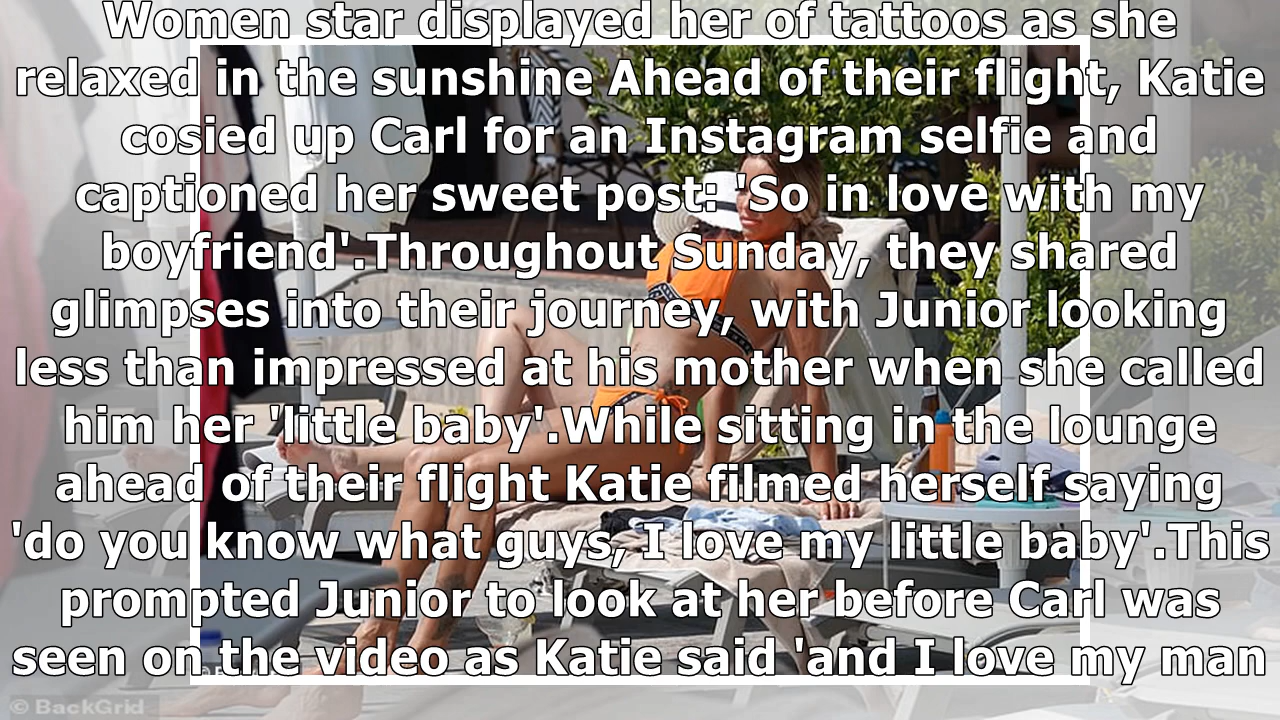 Women star displayed her of tattoos as she
relaxed in the sunshine Ahead of their flight, Katie
cosied up Carl for an Instagram selfie and
captioned her sweet post: 'So in love with my
boyfriend'.Throughout Sunday, they shared
glimpses into their journey, with Junior looking
less than impressed at his mother when she called
him her 'little baby'.While sitting in the lounge
ahead of their flight Katie filmed herself saying
'do you know what guys, I love my little baby'.This
prompted Junior to look at her before Carl was
seen on the video as Katie said 'and I love my man
© BackGrid